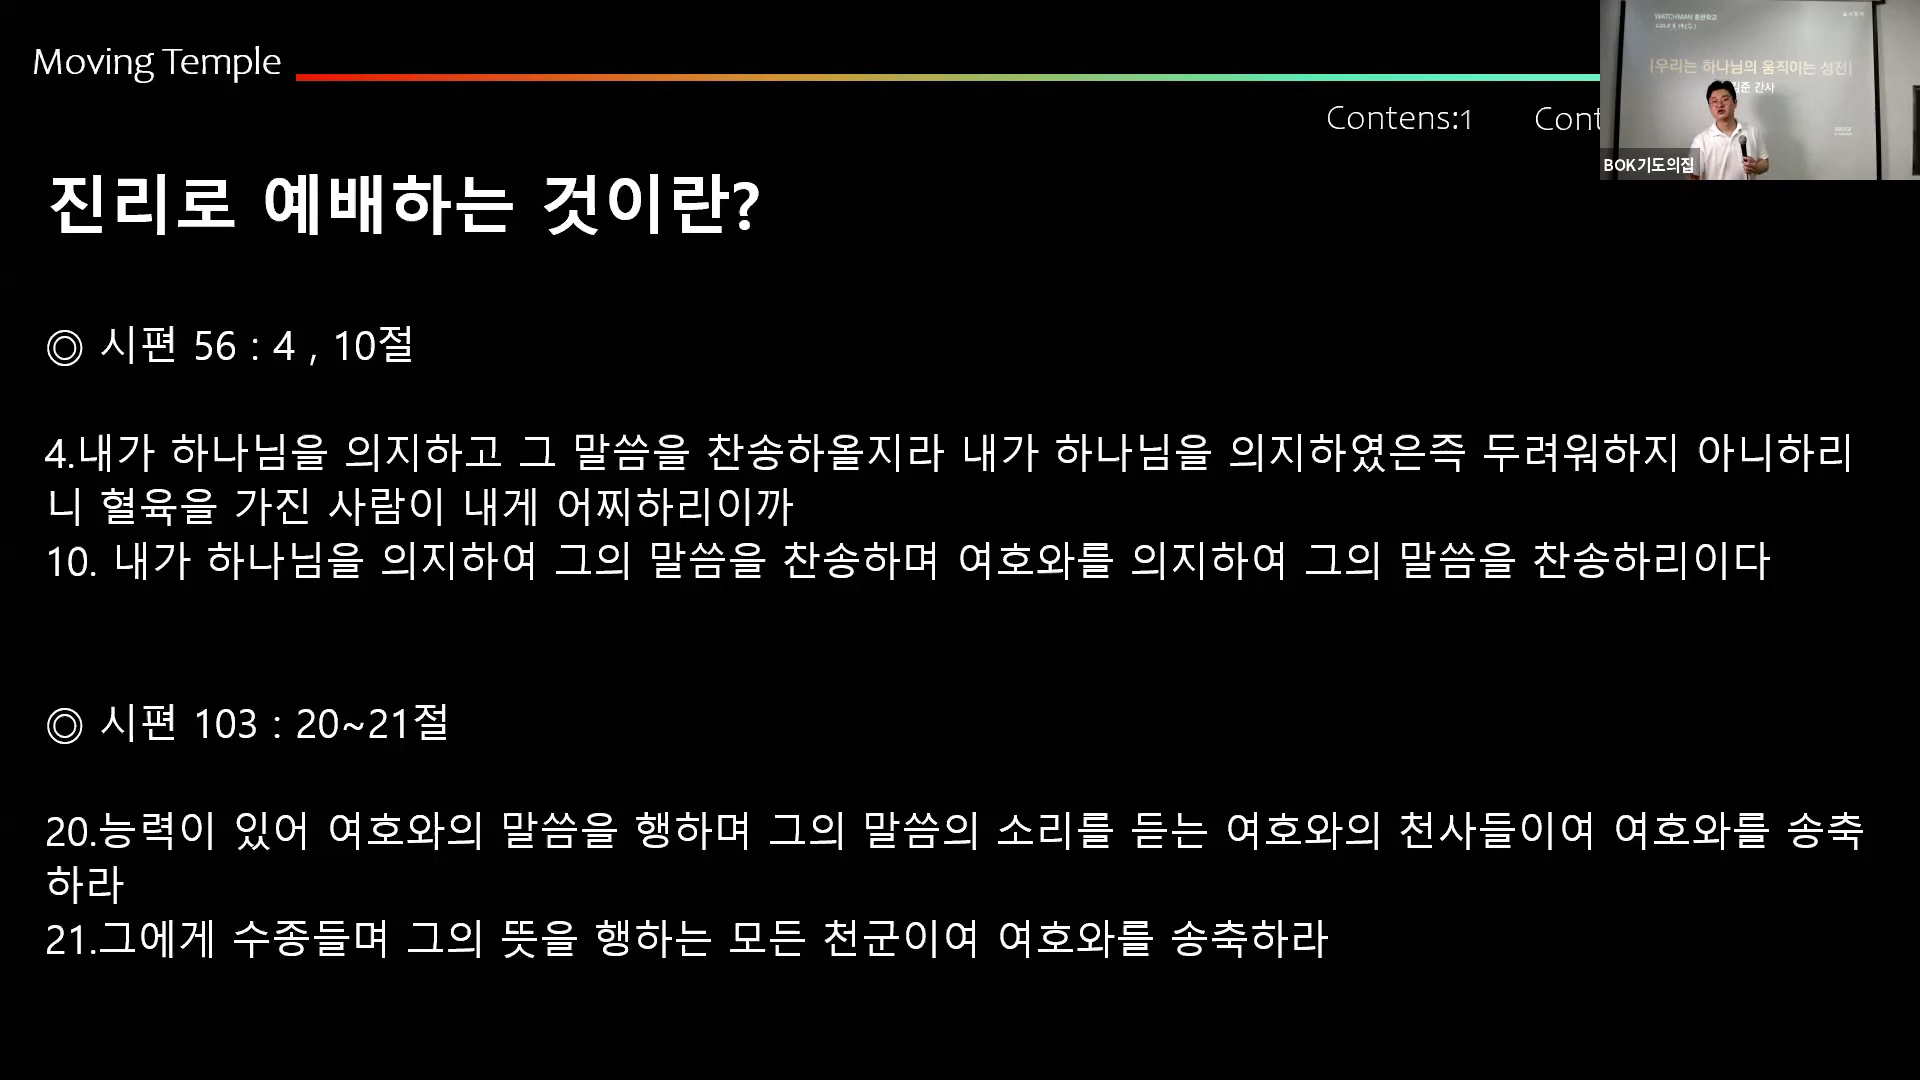 Moving Temple
Contens:1
Cont
WATCHMAN 훈련학교
|우리는 하나님의 움직이는 성전|
준 간사
BOK기도의집
진리로 예배하는 것이란?
◎ 시편 56 : 4 , 10절
4.내가 하나님을 의지하고 그 말씀을 찬송하올지라 내가 하나님을 의지하였은즉 두려워하지 아니하리
니 혈육을 가진 사람이 내게 어찌하리이까
10. 내가 하나님을 의지하여 그의 말씀을 찬송하며 여호와를 의지하여 그의 말씀을 찬송하리이다
◎ 시편 103 : 20~21절
20.능력이 있어 여호와의 말씀을 행하며 그의 말씀의 소리를 듣는 여호와의 천사들이여 여호와를 송축
하라
21.그에게 수종들며 그의 뜻을 행하는 모든 천군이여 여호와를 송축하라